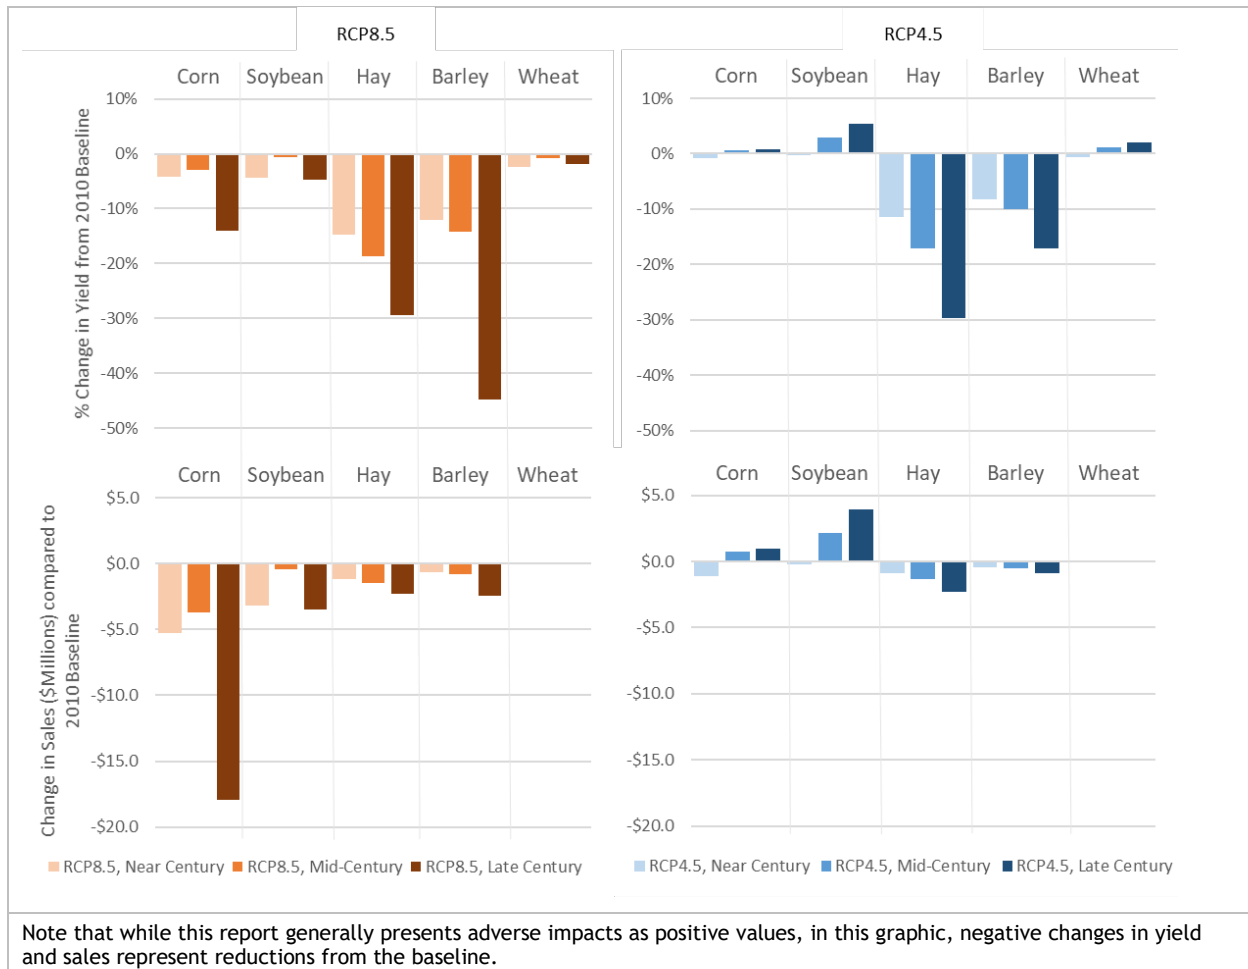 RCP8.5
RCP4.5
Corn Soybean Hay Barley Wheat
Corn Soybean Hay Barley Wheat
% Change in Yield from 2010 Baseline
10%
0%
-10%
-20%
-30%
-40%
-50%
10%
0%
-10%
-20%
-30%
-40%
-50%
Corn Soybean Hay Barley Wheat
Corn Soybean Hay Barley Wheat
Change in Sales ($Millions) compared to
2010 Baseline
$5.0
$0.0
-$5.0
-$10.0
-$15.0
-$20.0
$5.0
$0.0
-$5.0
-$10.0
-$15.0
-$20.0
RCP8.5, Near Century RCP8.5, Mid-Century RCP8.5, Late Century
RCP4.5, Near Century RCP4.5, Mid-Century RCP4.5, Late Century
Note that while this report generally presents adverse impacts as positive values, in this graphic, negative changes in yield
and sales represent reductions from the baseline.